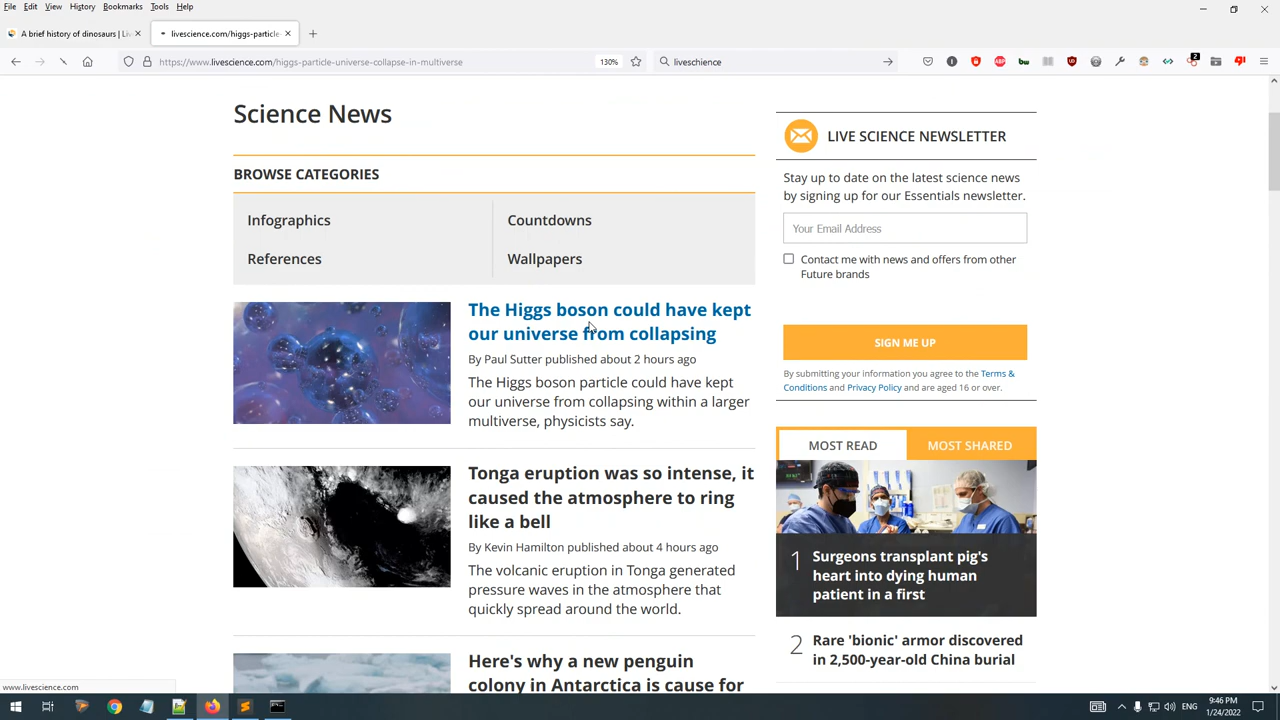 File Edit View History Bookmarks Tools Help
A brief history of dinosaurs | Liv
livescience.com/higgs-particle-
https://www.livescience.com/higgs-particle-universe-collapse-in-multiverse
130%
liveschience
2
Science News
BROWSE CATEGORIES
Infographics
Countdowns
References
Wallpapers
The Higgs boson could have kept
our universe from collapsing
By Paul Sutter published about 2 hours ago
The Higgs boson particle could have kept
our universe from collapsing within a larger
multiverse, physicists say.
Tonga eruption was so intense, it
caused the atmosphere to ring
like a bell
By Kevin Hamilton published about 4 hours ago
The volcanic eruption in Tonga generated
pressure waves in the atmosphere that
quickly spread around the world.
Here's why a new penguin
colony in Antarctica is cause for
LIVE SCIENCE NEWSLETTER
Stay up to date on the latest science news
by signing up for our Essentials newsletter.
Your Email Address
Contact me with news and offers from other
Future brands
SIGN ME UP
By submitting your information you agree to the Terms &
Conditions and Privacy Policy and are aged 16 or over.
MOST READ
MOST SHARED
1
Surgeons transplant pig's
heart into dying human
patient in a first
2
Rare 'bionic' armor discovered
in 2,500-year-old China burial
www.livescience.com
ENG
9:46 PM
1/24/2022